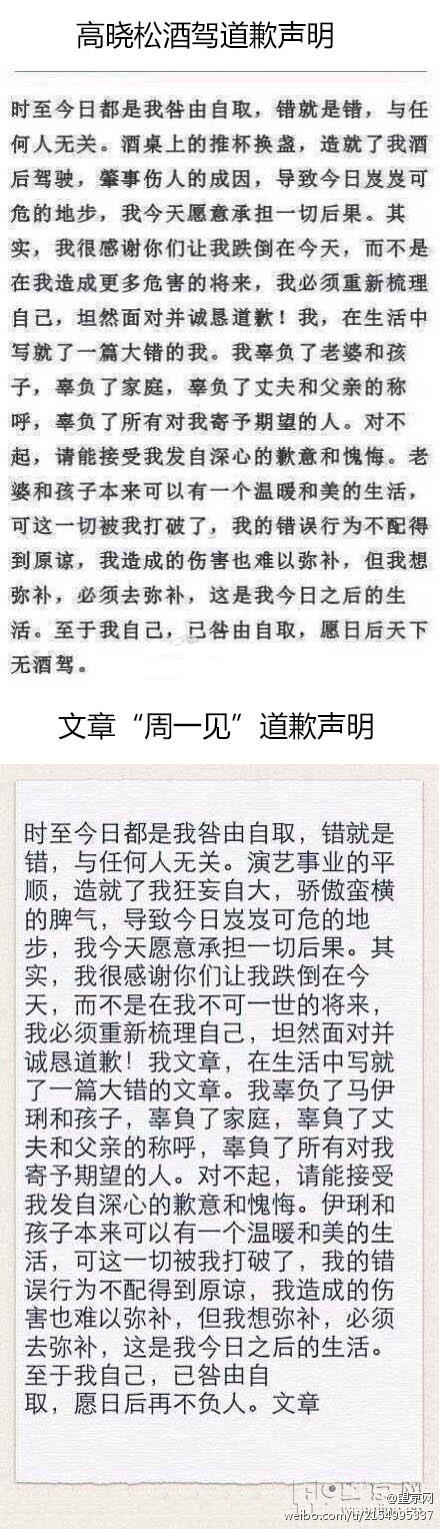 高晓松酒驾道歉声明
时至今日都是我咎由自取，错就是错，与任
何人无关。酒桌上的推杯换盏，造就了我酒
后驾驶，肇事伤人的成因，导致今日岌岌可
危的地步，我今天愿意承担一切后果。其
实，我很感谢你们让我跌倒在今天，而不是
在我造成更多危害的将来，我必须重新梳理
自己，坦然面对并诚恳道歉！我，在生活中
写就了一篇大错的我。我辜负了老婆和孩
子，辜负了家庭，辜负了丈夫和父亲的称
呼，辜负了所有对我寄予期望的人。对不
起，请能接受我发自深心的歉意和愧悔。老
婆和孩子本来可以有一个温暖和美的生活，
可这一切被我打破了，我的错误行为不配得
到原谅，我造成的伤害也难以弥补，但我想
弥补，必须去弥补，这是我今日之后的生
活。至于我自己，已咎由自取，愿日后天下
无酒驾。
文章“周一见”道歉声明
时至今日都是我咎由自取，错就是
错，与任何人无关。演艺事业的平
顺，造就了我狂妄自大，骄傲蛮横
的脾气，导致今日岌岌可危的地
步，我今天愿意承担一切后果。其
实，我很感谢你们让我跌倒在今
天，而不是在我不可一世的将来，
我必须重新梳理自己，坦然面对并
诚恳道歉！我文章，在生活中写就
了一篇大错的文章。我辜负了马伊
琍和孩子，辜負了家庭，辜負了丈
夫和父亲的称呼，辜負了所有对我
寄予期望的人。对不起，请能接受
我发自深心的歉意和愧悔。伊琍和
孩子本来可以有一个温暖和美的生
活，可这一切被我打破了，我的错
误行为不配得到原谅，我造成的伤
害也难以弥补，但我想弥补，必须
去弥补，这是我今日之后的生活。
至于我自己，已咎由自
取，愿日后再不负人。文章
@望京网
weibo.com/u/2154995337